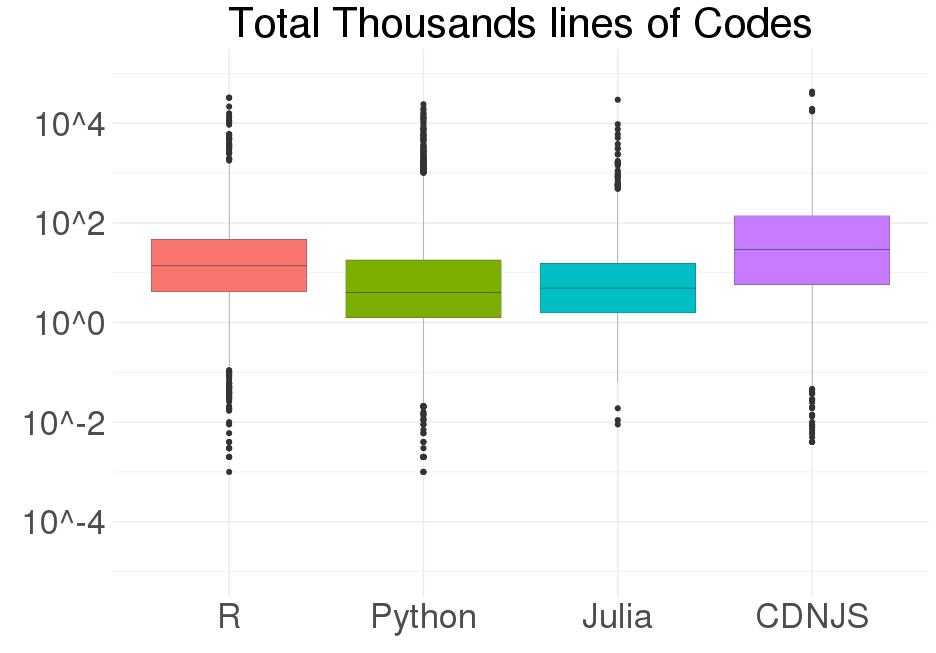 Total Thousands lines of Codes
10^4
10^2
10^0
10^-2
10^-4
R Python Julia CDNJS